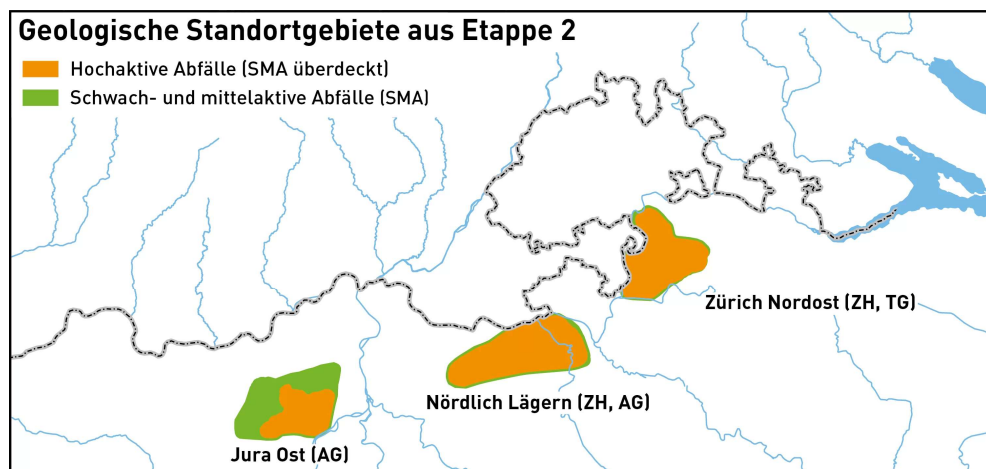 Geologische Standortgebiete aus Etappe 2
Hochaktive Abfälle (SMA überdeckt)
Schwach- und mittelaktive Abfälle (SMA)
Zürich Nordost (ZH, TG)
Nördlich Lägern (ZH, AG)
Jura Ost (AG)